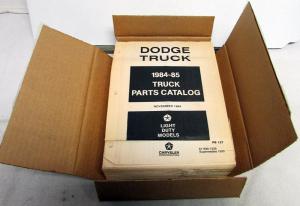 DODGE
TRUCK
1984-85
TRUCK
PARTS CATALOG
NOVEMBER 1984
LIGHT
DUTY
MODELS
CHRYSLER